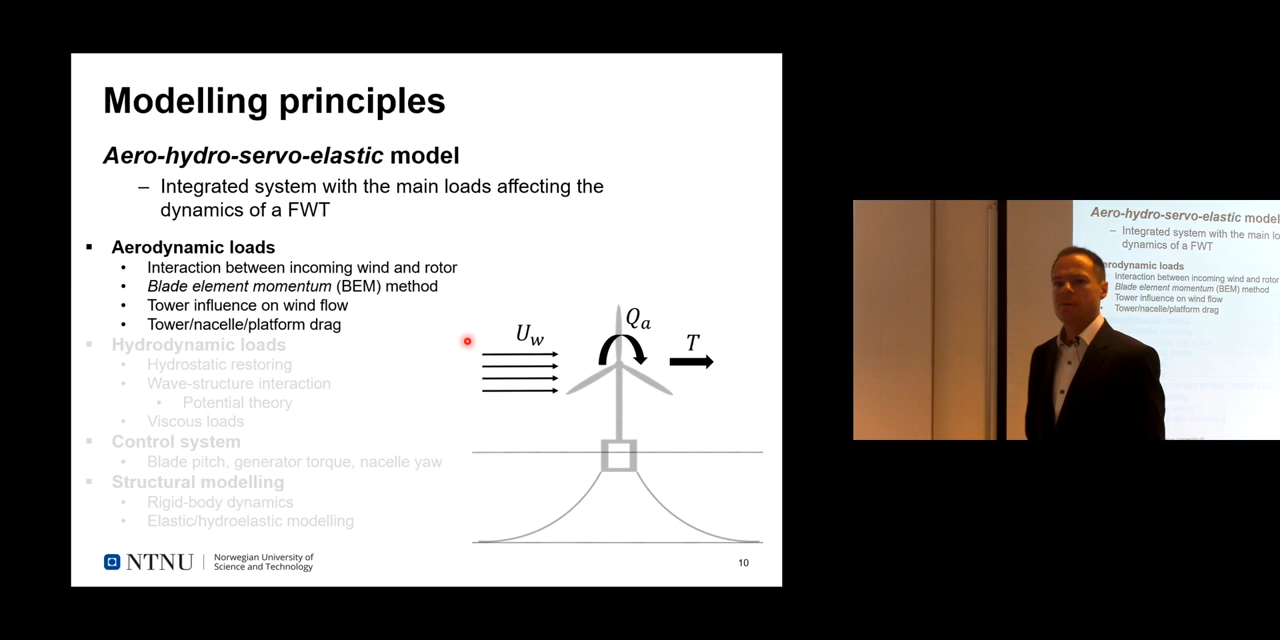 Modelling principles
Aero-hydro-servo-elastic model
– Integrated system with the main loads affecting the
dynamics of a FWT
▪ Aerodynamic loads
• Interaction between incoming wind and rotor
• Blade element momentum (BEM) method
• Tower influence on wind flow
• Tower/nacelle/platform drag
▪ Hydrodynamic loads
• Hydrostatic restoring
• Wave-structure interaction
• Potential theory
• Viscous loads
▪ Control system
• Blade pitch, generator torque, nacelle yaw
▪ Structural modelling
• Rigid-body dynamics
• Elastic/hydroelastic modelling
U_w
Q_a
T
NTNU
Norwegian University of
Science and Technology
10
Aero-hydro-servo-elastic model
– Integrated system with the main lo
dynamics of a FWT
erodynamic loads
Interaction between incoming wind and rotor
Blade element momentum (BEM) method
Tower influence on wind flow
Tower/nacelle/platform drag